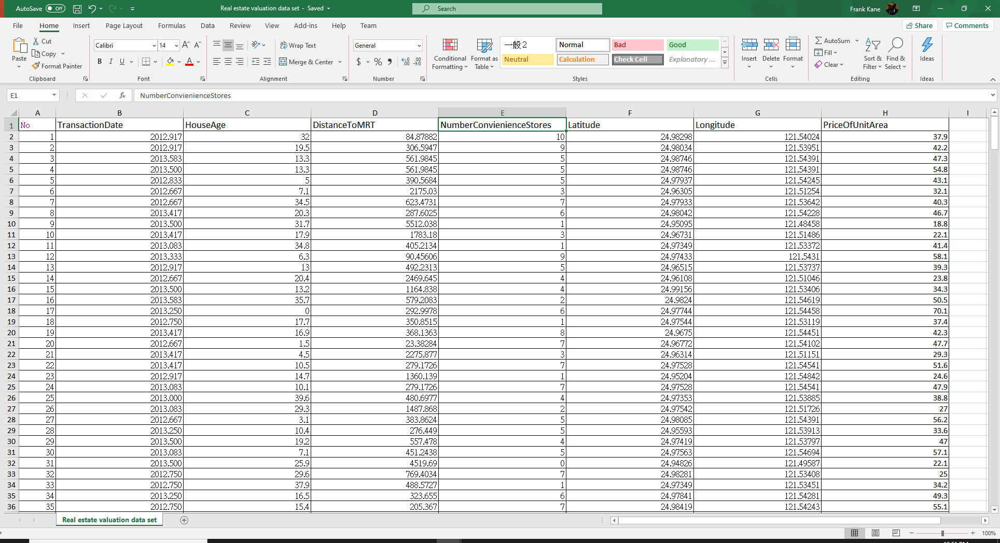 AutoSave Off Real estate valuation data set - Saved Search Frank Kane
File Home Insert Page Layout Formulas Data Review View Add-ins Help Team Share Comments
Paste Cut Copy Format Painter
Calibri 14 B I U
Wrap Text Merge & Center
General $ %
Conditional Formatting Format as Table
一般 2 Normal Bad Good
Neutral Calculation Check Cell Explanatory ...
Insert Delete Format
AutoSum Fill Clear
Sort & Filter Find & Select Ideas
Clipboard Font Alignment Number Styles Cells Editing Ideas
E1 fx NumberConvienienceStores
A B C D E F G H I
1 No TransactionDate HouseAge DistanceToMRT NumberConvienienceStores Latitude Longitude PriceOfUnitArea
2 1 2012.917 32 84.87882 10 24.98298 121.54024 37.9
3 2 2012.917 19.5 306.5947 9 24.98034 121.53951 42.2
4 3 2013.583 13.3 561.9845 5 24.98746 121.54391 47.3
5 4 2013.500 13.3 561.9845 5 24.98746 121.54391 54.8
6 5 2012.833 5 390.5684 5 24.97937 121.54245 43.1
7 6 2012.667 7.1 2175.03 3 24.96305 121.51254 32.1
8 7 2012.667 34.5 623.4731 7 24.97933 121.53642 40.3
9 8 2013.417 20.3 287.6025 6 24.98042 121.54228 46.7
10 9 2013.500 31.7 5512.038 1 24.95095 121.48458 18.8
11 10 2013.417 17.9 1783.18 3 24.96731 121.51486 22.1
12 11 2013.083 34.8 405.2134 1 24.97349 121.53372 41.4
13 12 2013.333 6.3 90.45606 9 24.97433 121.5431 58.1
14 13 2012.917 13 492.2313 5 24.96515 121.53737 39.3
15 14 2012.667 20.4 2469.645 4 24.96108 121.51046 23.8
16 15 2013.500 13.2 1164.838 4 24.99156 121.53406 34.3
17 16 2013.583 35.7 579.2083 2 24.9824 121.54619 50.5
18 17 2013.250 0 292.9978 6 24.97744 121.54458 70.1
19 18 2012.750 17.7 350.8515 1 24.97544 121.53119 37.4
20 19 2013.417 16.9 368.1363 8 24.9675 121.54451 42.3
21 20 2012.667 1.5 23.38284 7 24.96772 121.54102 47.7
22 21 2013.417 4.5 2275.877 3 24.96314 121.51151 29.3
23 22 2013.417 10.5 279.1726 7 24.97528 121.54541 51.6
24 23 2012.917 14.7 1360.139 1 24.95204 121.54842 24.6
25 24 2013.083 10.1 279.1726 7 24.97528 121.54541 47.9
26 25 2013.000 39.6 480.6977 4 24.97353 121.53885 38.8
27 26 2013.083 29.3 1487.868 2 24.97542 121.51726 27
28 27 2012.667 3.1 383.8624 5 24.98085 121.54391 56.2
29 28 2013.250 10.4 276.449 5 24.95593 121.53913 33.6
30 29 2013.500 19.2 557.478 4 24.97419 121.53797 47
31 30 2013.083 7.1 451.2438 5 24.97563 121.54694 57.1
32 31 2013.500 25.9 4519.69 0 24.94826 121.49587 22.1
33 32 2012.750 29.6 769.4034 7 24.98281 121.53408 25
34 33 2012.750 37.9 488.5727 1 24.97349 121.53451 34.2
35 34 2013.250 16.5 323.655 6 24.97841 121.54281 49.3
36 35 2012.750 15.4 205.367 7 24.98419 121.54243 55.1
Real estate valuation data set
100%